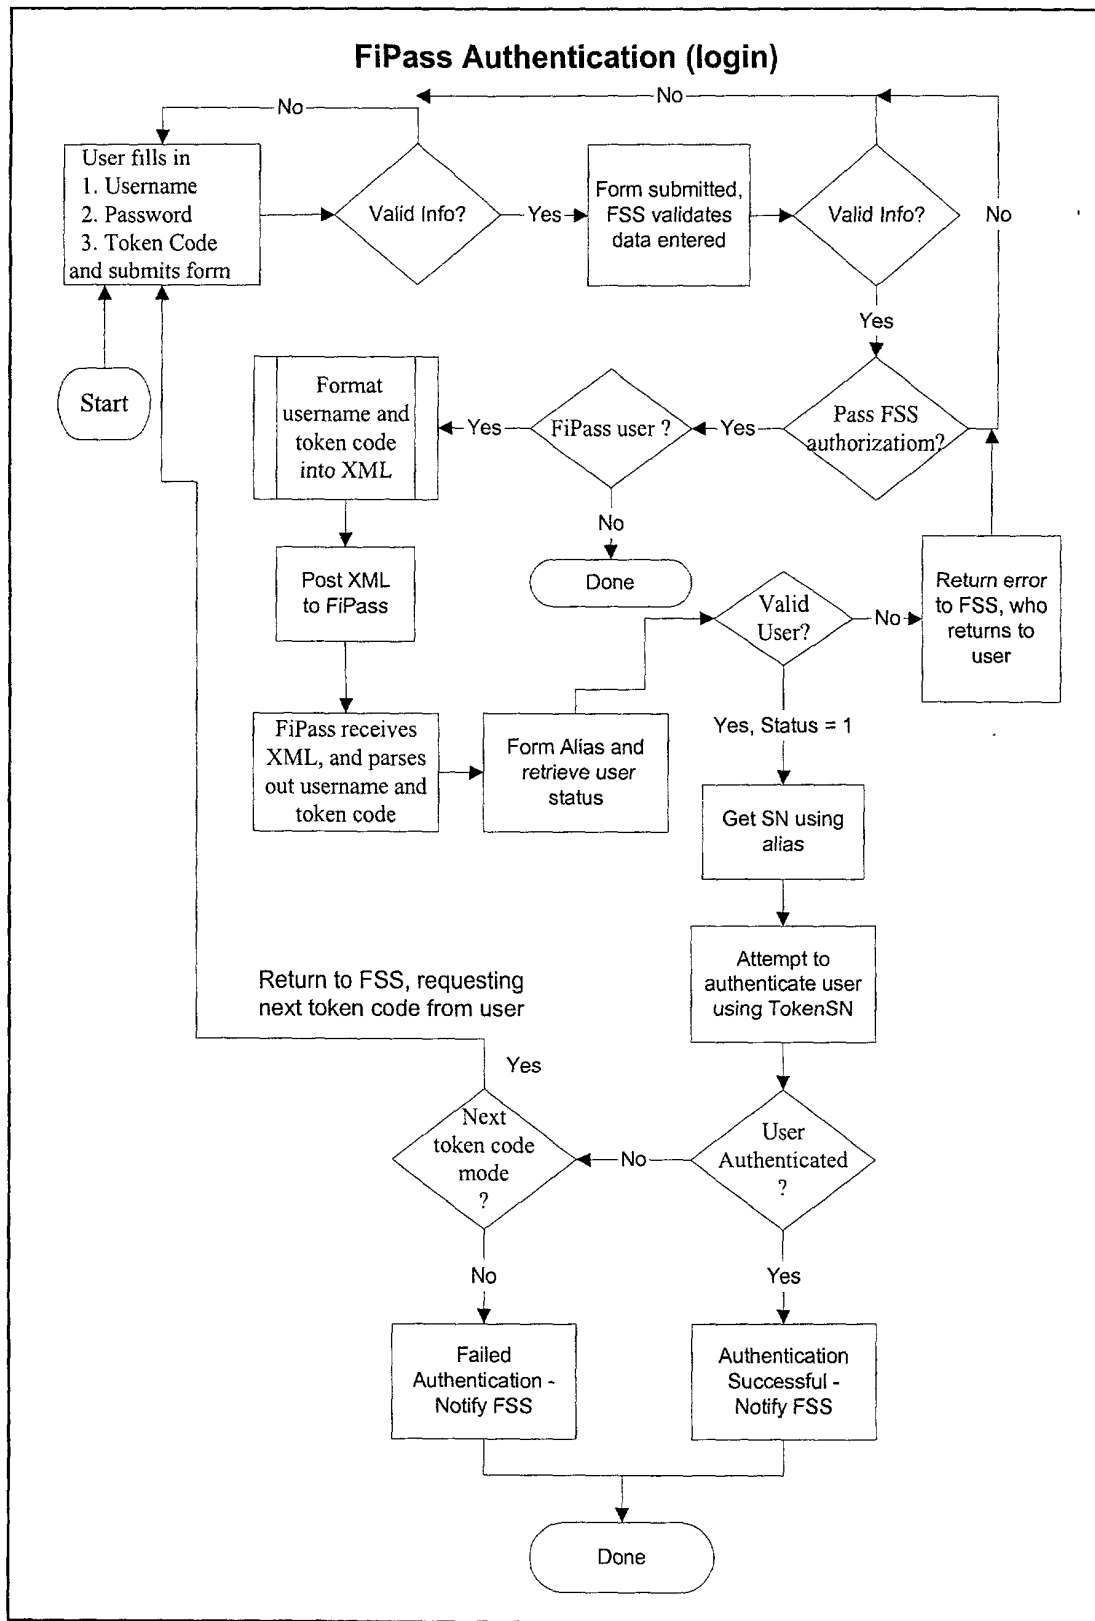 FiPass Authentication (login)
No
No
User fills in
1. Username
2. Password
3. Token Code
and submits form
Valid Info?
Yes
Form submitted,
FSS validates
data entered
Valid Info?
No
Yes
Start
Format
username and
token code
into XML
Yes
FiPass user ?
Yes
Pass FSS
authorizatiom?
No
Done
Post XML
to FiPass
Valid
User?
No
Return error
to FSS, who
returns to
user
Yes, Status = 1
FiPass receives
XML, and parses
out username and
token code
Form Alias and
retrieve user
status
Get SN using
alias
Attempt to
authenticate user
using TokenSN
Return to FSS, requesting
next token code from user
Yes
Next
token code
mode
?
No
User
Authenticated
?
No
Yes
Failed
Authentication -
Notify FSS
Authentication
Successful -
Notify FSS
Done